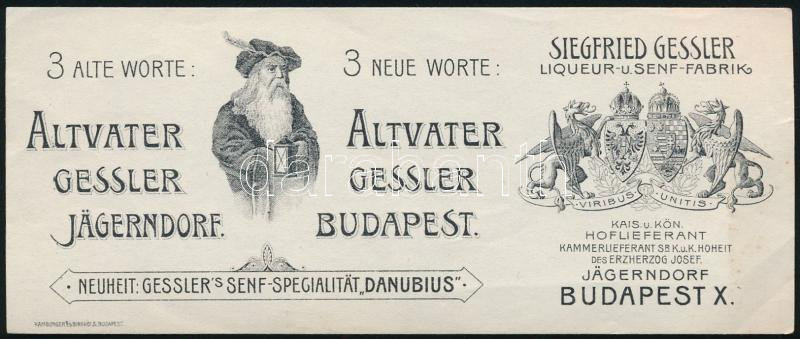 3 ALTE WORTE:
ALTVATER
GESSLER
JÄGERNDORF.
3 NEUE WORTE:
ALTVATER
GESSLER
BUDAPEST.
NEUHEIT: GESSLER'S SENF-SPECIALITÄT „DANUBIUS"
SIEGFRIED GESSLER
LIQUEUR-U.SENF-FABRIK
VIRIBUS UNITIS
KAIS. U. KÖN.
HOFLIEFERANT
KAMMERLIEFERANT SR K.U.K. HOHEIT
DES ERZHERZOG JOSEF.
JÄGERNDORF
BUDAPEST X.
darabanth